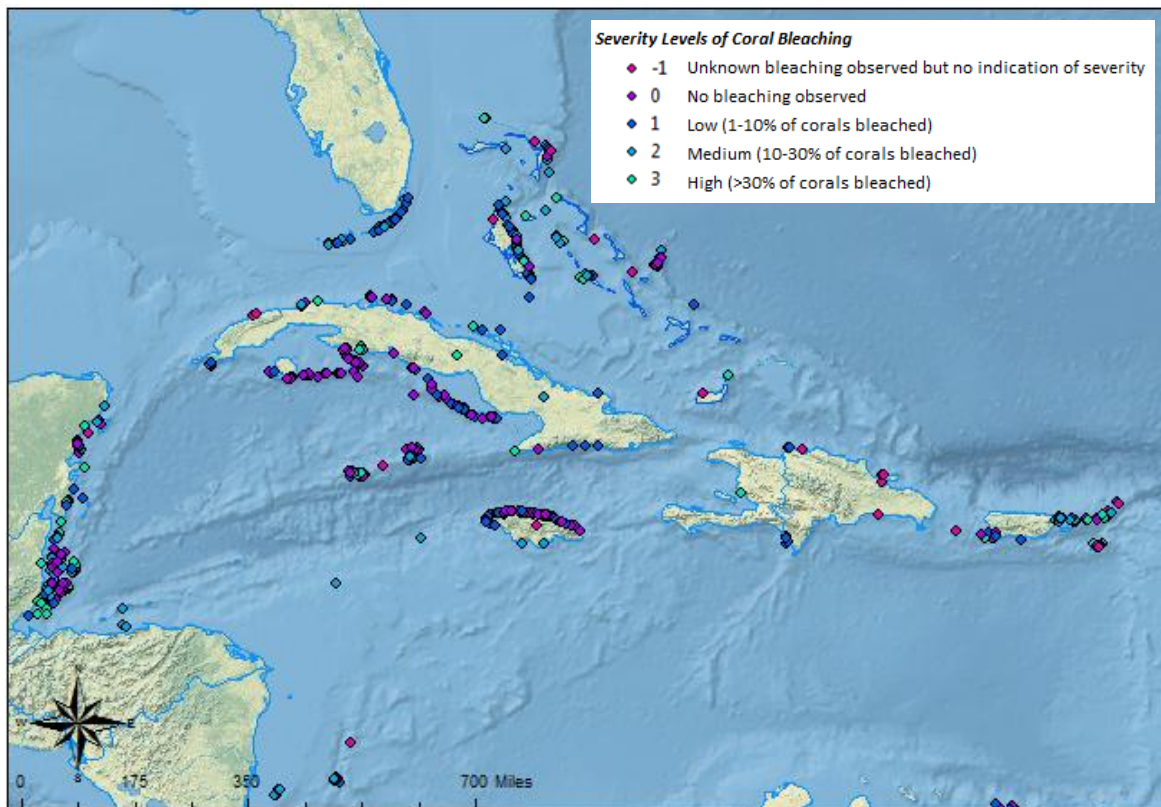 Severity Levels of Coral Bleaching
-1 Unknown bleaching observed but no indication of severity
0 No bleaching observed
1 Low (1-10% of corals bleached)
2 Medium (10-30% of corals bleached)
3 High (>30% of corals bleached)
N
W E
S
0 175 350 700 Miles